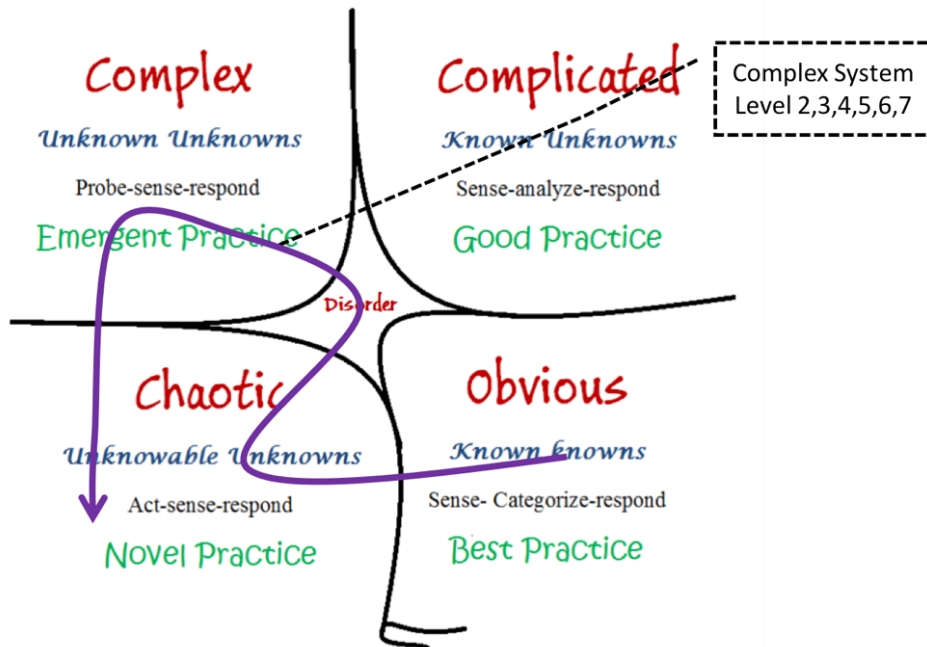 Complex
Unknown Unknowns
Probe-sense-respond
Emergent Practice
Complicated
Known Unknowns
Sense-analyze-respond
Good Practice
Complex System
Level 2,3,4,5,6,7
Disorder
Chaotic
Unknowable Unknowns
Act-sense-respond
Novel Practice
Obvious
Known knowns
Sense- Categorize-respond
Best Practice